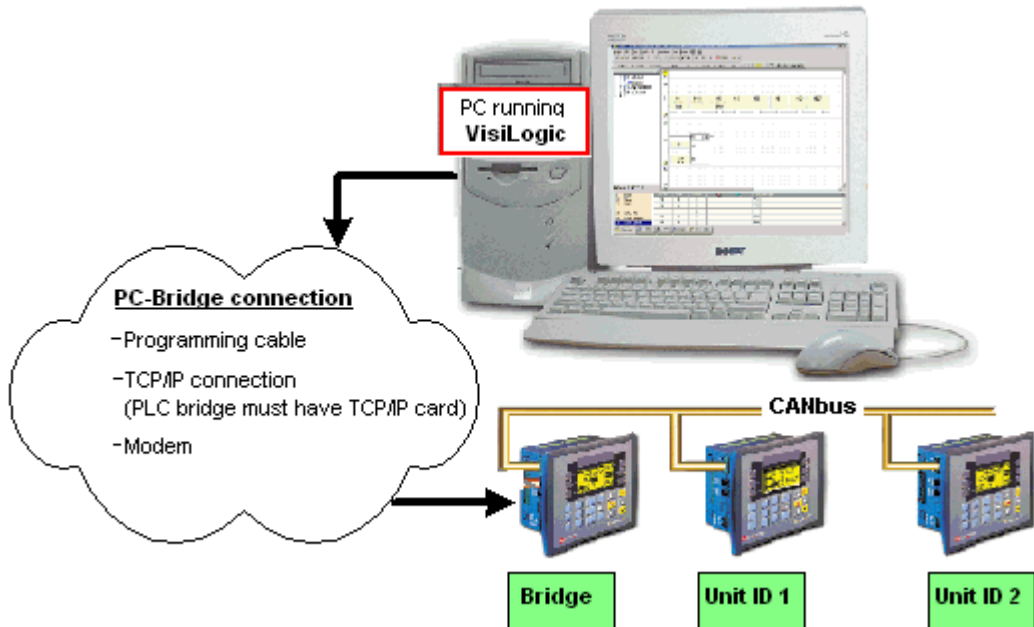 PC running
VisiLogic
PC-Bridge connection
-Programming cable
-TCP/IP connection
(PLC bridge must have TCP/IP card)
-Modem
CANbus
Bridge
Unit ID 1
Unit ID 2